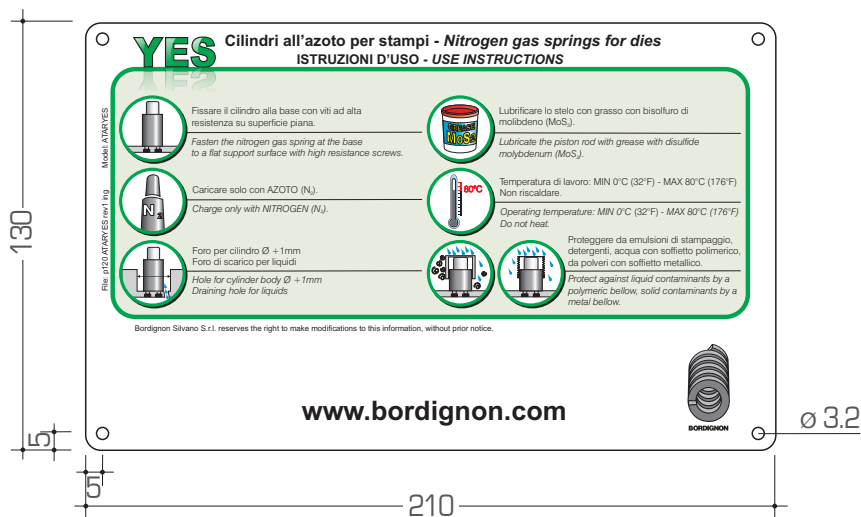 YES
Cilindri all'azoto per stampi - Nitrogen gas springs for dies
ISTRUZIONI D'USO - USE INSTRUCTIONS
Model: ATARYES
File: p120 ATARYES rev1 ing
Fissare il cilindro alla base con viti ad alta
resistenza su superficie piana.
Fasten the nitrogen gas spring at the base
to a flat support surface with high resistance screws.
N₂
Caricare solo con AZOTO (N₂).
Charge only with NITROGEN (N₂).
Foro per cilindro Ø +1mm
Foro di scarico per liquidi
Hole for cylinder body Ø +1mm
Draining hole for liquids
GREASE
MoS2
Lubrificare lo stelo con grasso con bisolfuro di
molibdeno (MoS₂).
Lubricate the piston rod with grease with disulfide
molybdenum (MoS₂).
80°C
Temperatura di lavoro: MIN 0°C (32°F) - MAX 80°C (176°F)
Non riscaldare.
Operating temperature: MIN 0°C (32°F) - MAX 80°C (176°F)
Do not heat.
Proteggere da emulsioni di stampaggio,
detergenti, acqua con soffietto polimerico,
da polveri con soffietto metallico.
Protect against liquid contaminants by a
polymeric bellow, solid contaminants by a
metal bellow.
Bordignon Silvano S.r.l. reserves the right to make modifications to this information, without prior notice.
www.bordignon.com
BORDIGNON
130
5
5
210
ø 3.2